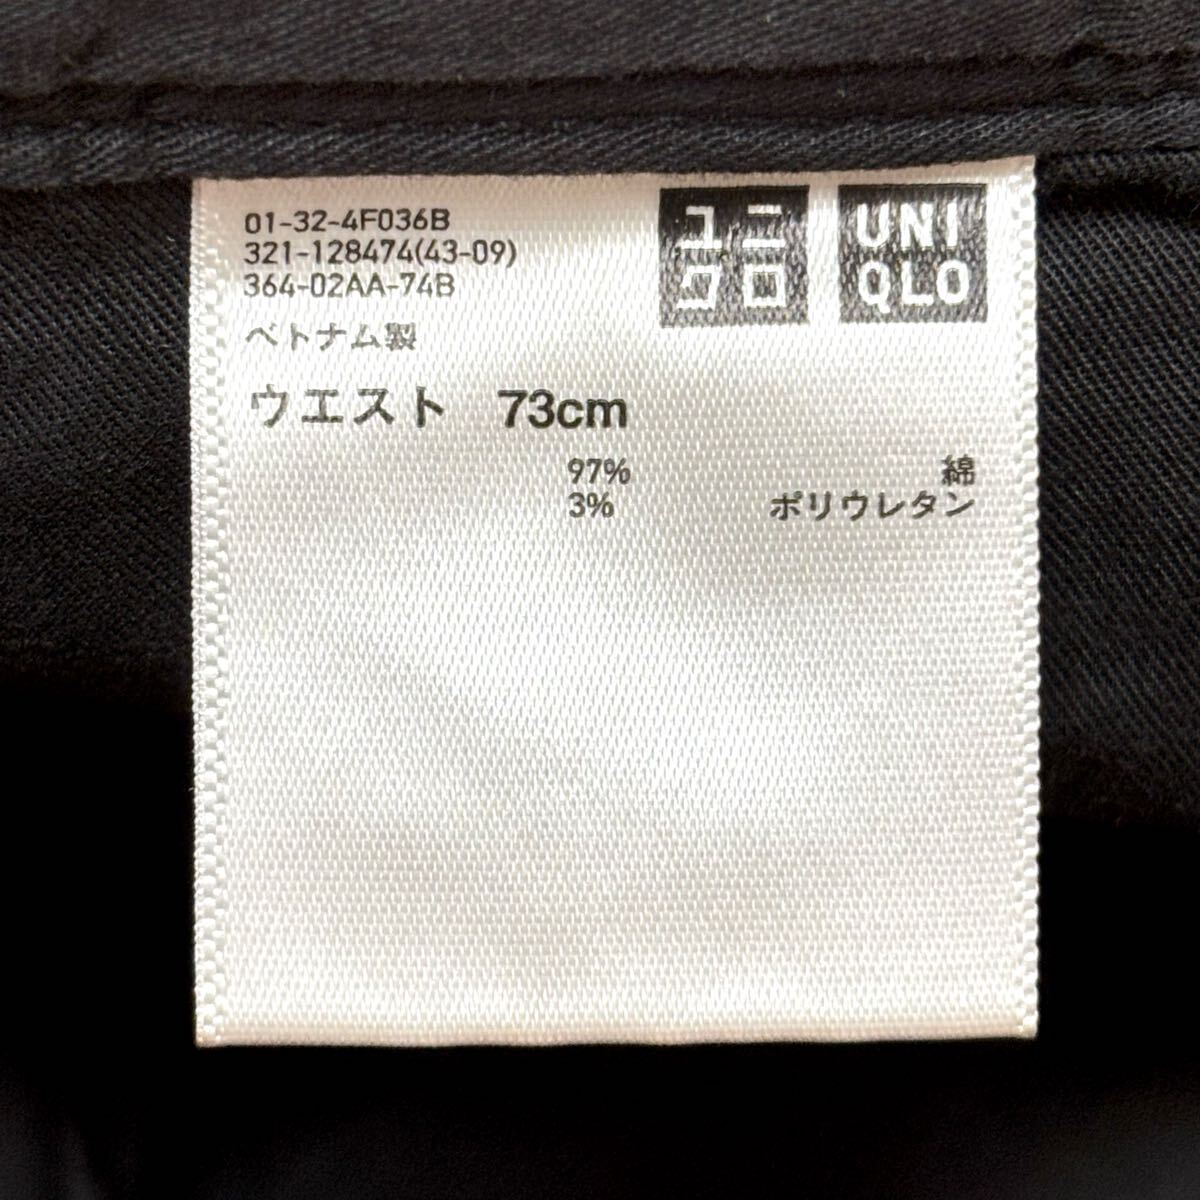 01-32-4F036B
321-128474(43-09)
364-02AA-74B
ベトナム製
ユニ
クロ
UNI
QLO
ウエスト 73cm
97% 綿
3% ポリウレタン